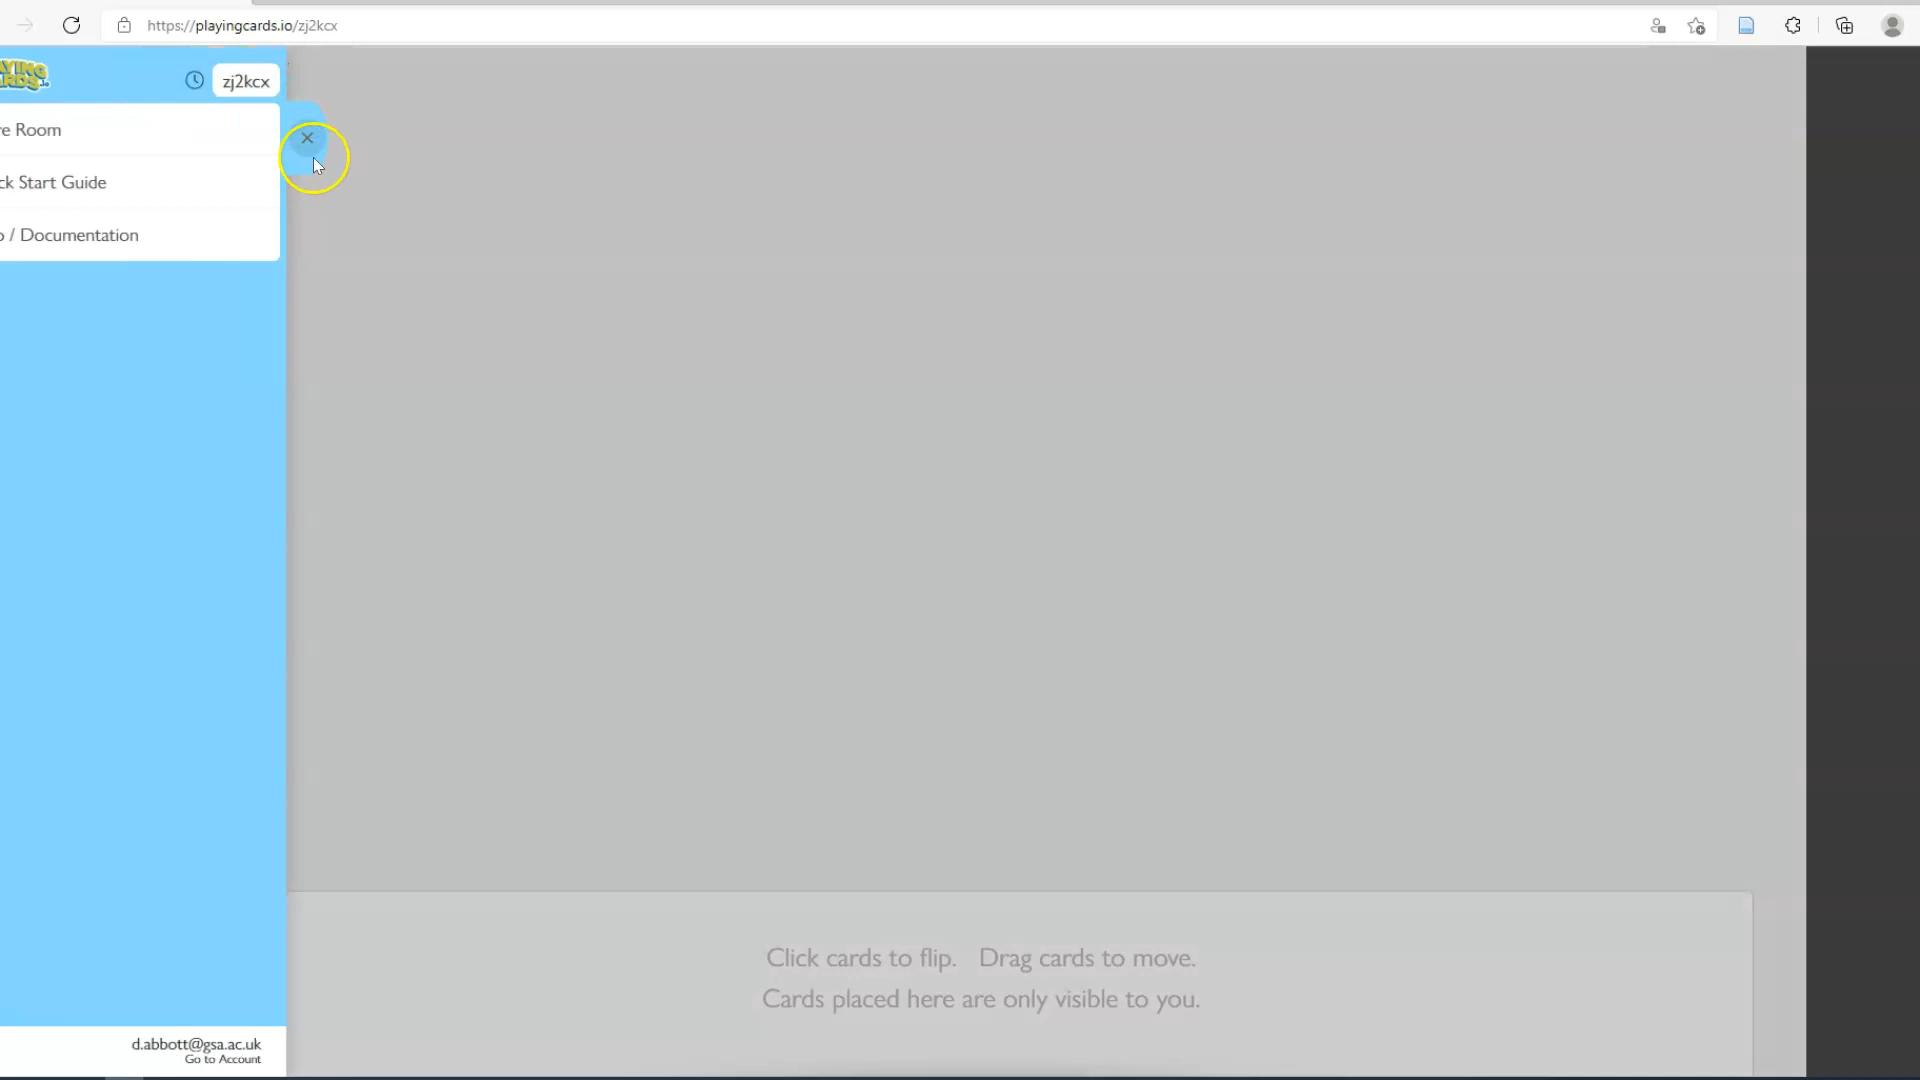 https://playingcards.io/zj2kcx
zj2kcx
re Room
ck Start Guide
/ Documentation
Click cards to flip. Drag cards to move.
Cards placed here are only visible to you.
d.abbott@gsa.ac.uk
Go to Account